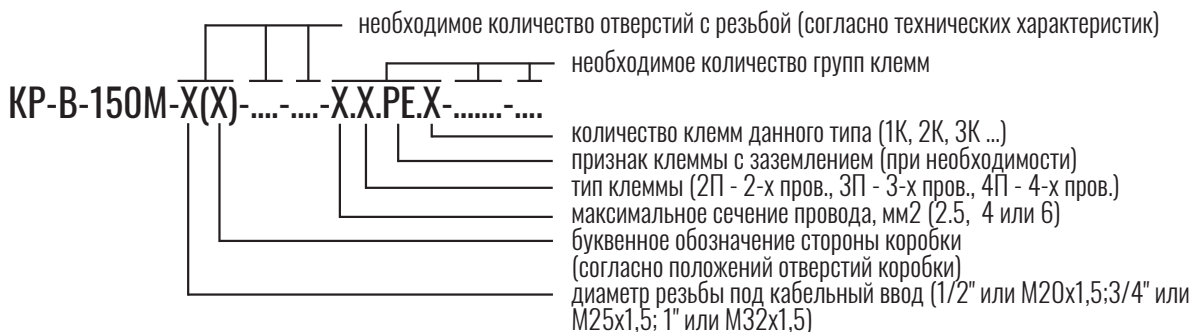 необходимое количество отверстий с резьбой (согласно технических характеристик)
необходимое количество групп клемм
КР-В-150М-Х(Х)-....-....-Х.Х.РЕ.Х-.......-....
количество клемм данного типа (1К, 2К, 3К ...)
признак клеммы с заземлением (при необходимости)
тип клеммы (2П - 2-х пров., 3П - 3-х пров., 4П - 4-х пров.)
максимальное сечение провода, мм2 (2.5, 4 или 6)
буквенное обозначение стороны коробки
(согласно положений отверстий коробки)
диаметр резьбы под кабельный ввод (1/2" или М20х1,5;3/4" или
М25х1,5; 1" или М32х1,5)